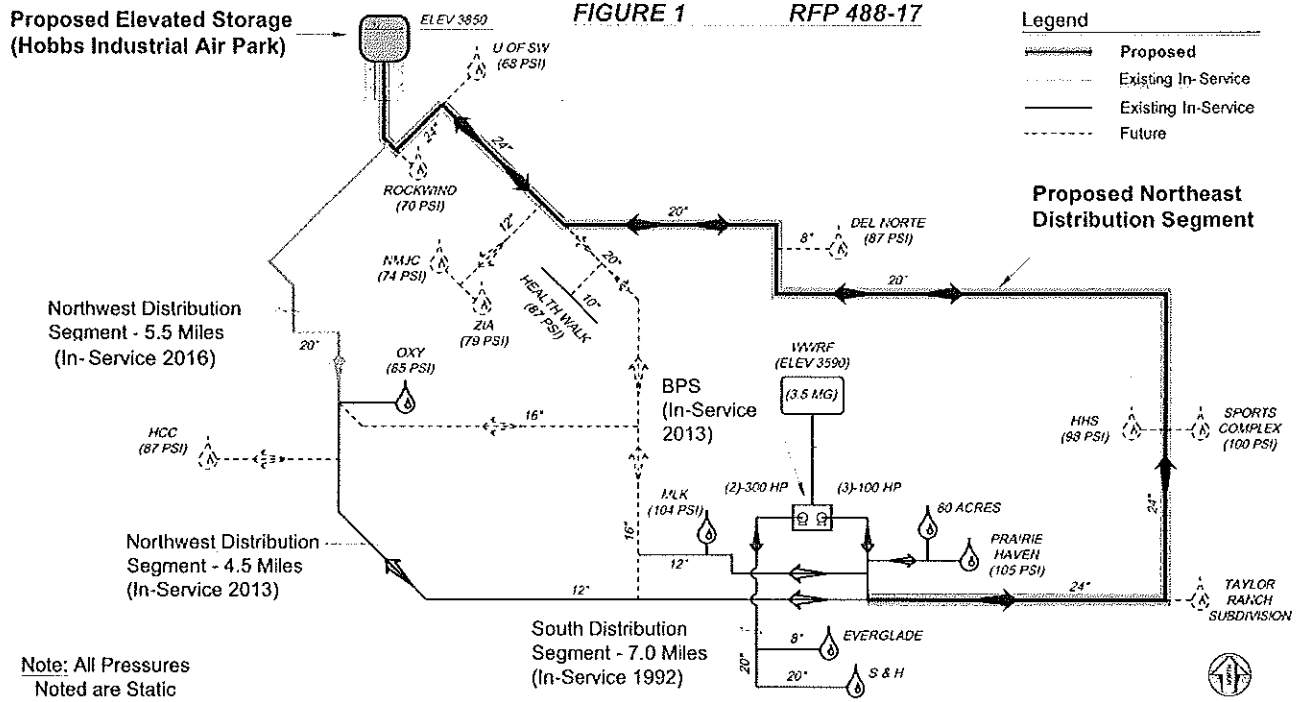 FIGURE 1
RFP 488-17
Proposed Elevated Storage
(Hobbs Industrial Air Park)
ELEV 3850
U OF SW
(68 PSI)
Legend
Proposed
Existing In-Service
Existing In-Service
Future
24"
24"
ROCKWIND
(70 PSI)
Proposed Northeast
Distribution Segment
12"
20"
8"
DEL NORTE
(87 PSI)
NMJC
(74 PSI)
ZIA
(79 PSI)
20"
10"
HEALTH WALK
(87 PSI)
20"
Northwest Distribution
Segment - 5.5 Miles
(In-Service 2016)
20"
OXY
(85 PSI)
WWRF
(ELEV 3590)
(3.5 MG)
BPS
(In-Service
2013)
16"
HCC
(87 PSI)
HHS
(98 PSI)
SPORTS
COMPLEX
(100 PSI)
(2)-300 HP
(3)-100 HP
MLK
(104 PSI)
60 ACRES
PRAIRIE
HAVEN
(105 PSI)
24"
16"
12"
Northwest Distribution
Segment - 4.5 Miles
(In-Service 2013)
12"
24"
TAYLOR
RANCH
SUBDIVISION
South Distribution
Segment - 7.0 Miles
(In-Service 1992)
8"
EVERGLADE
20"
20"
S & H
Note: All Pressures
Noted are Static
NORTH